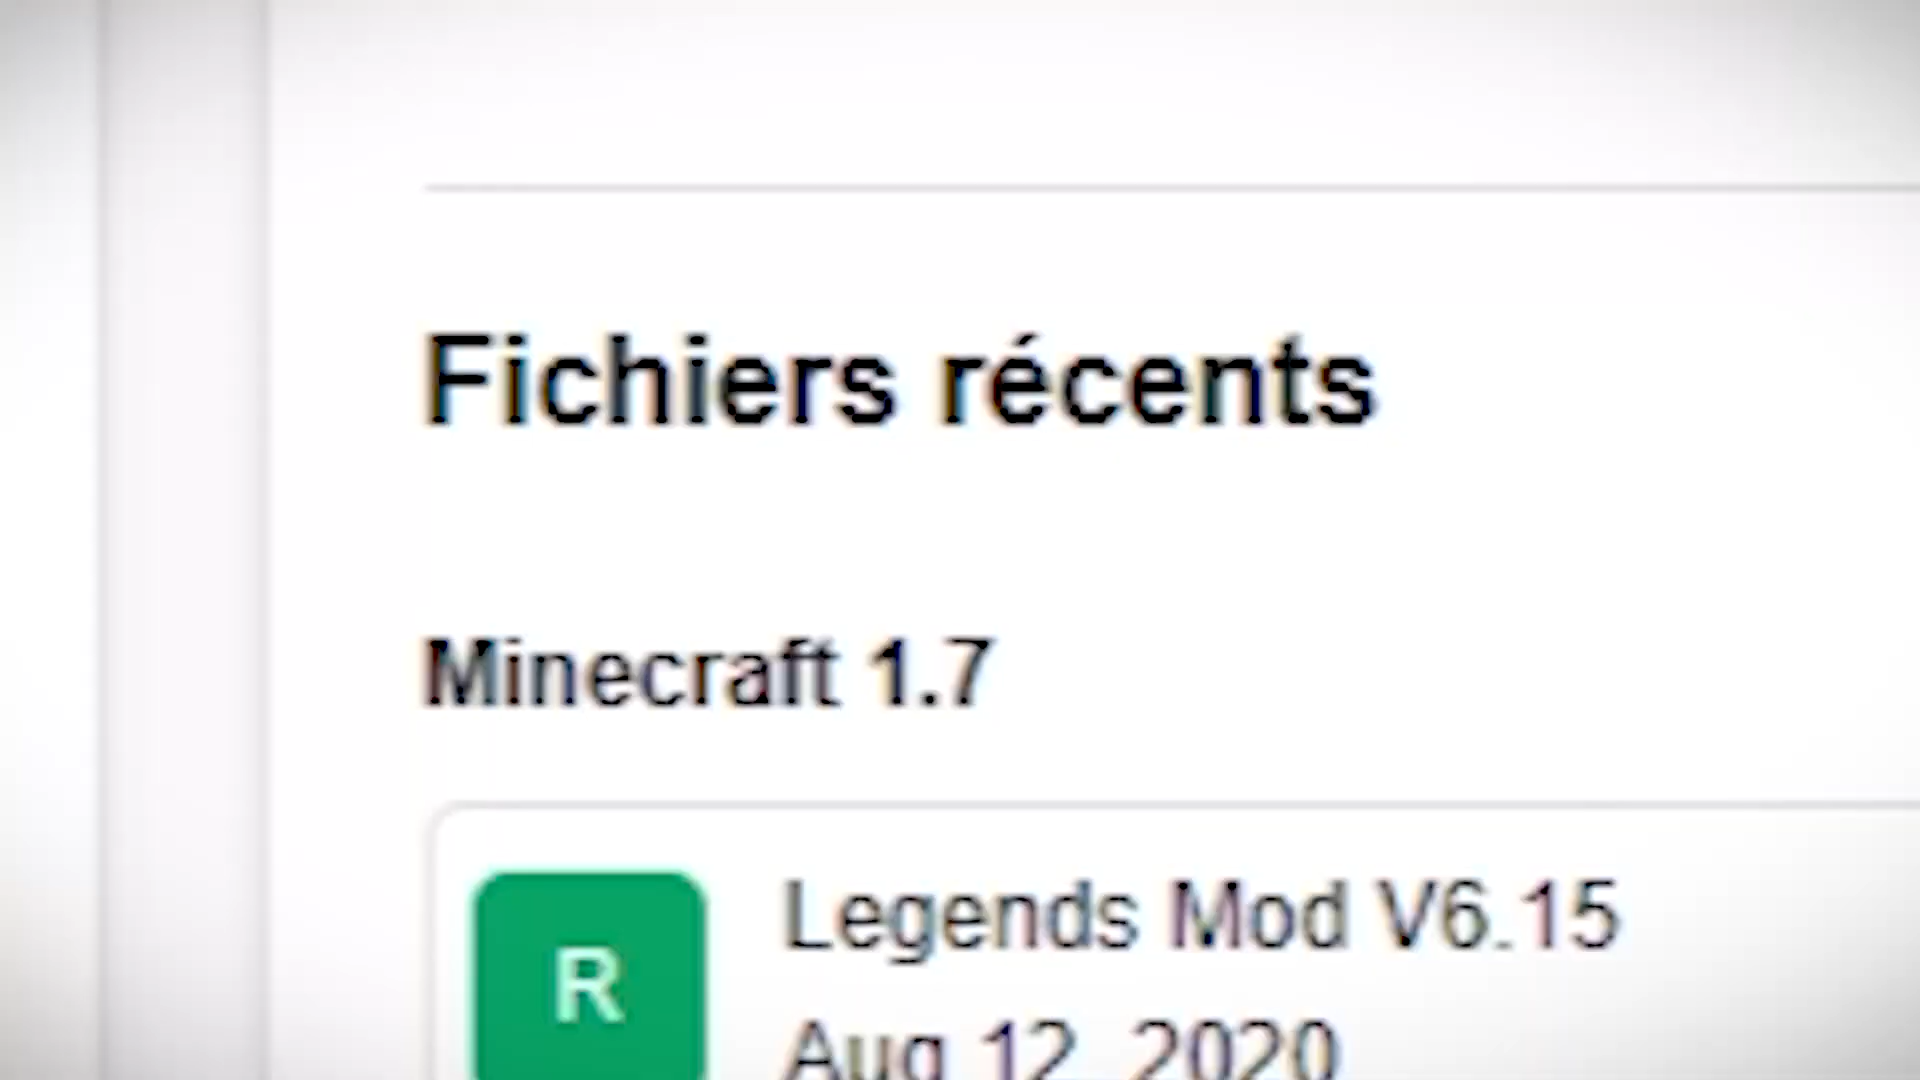 Fichiers récents
Minecraft 1.7
R
Legends Mod V6.15
Aug 12, 2020